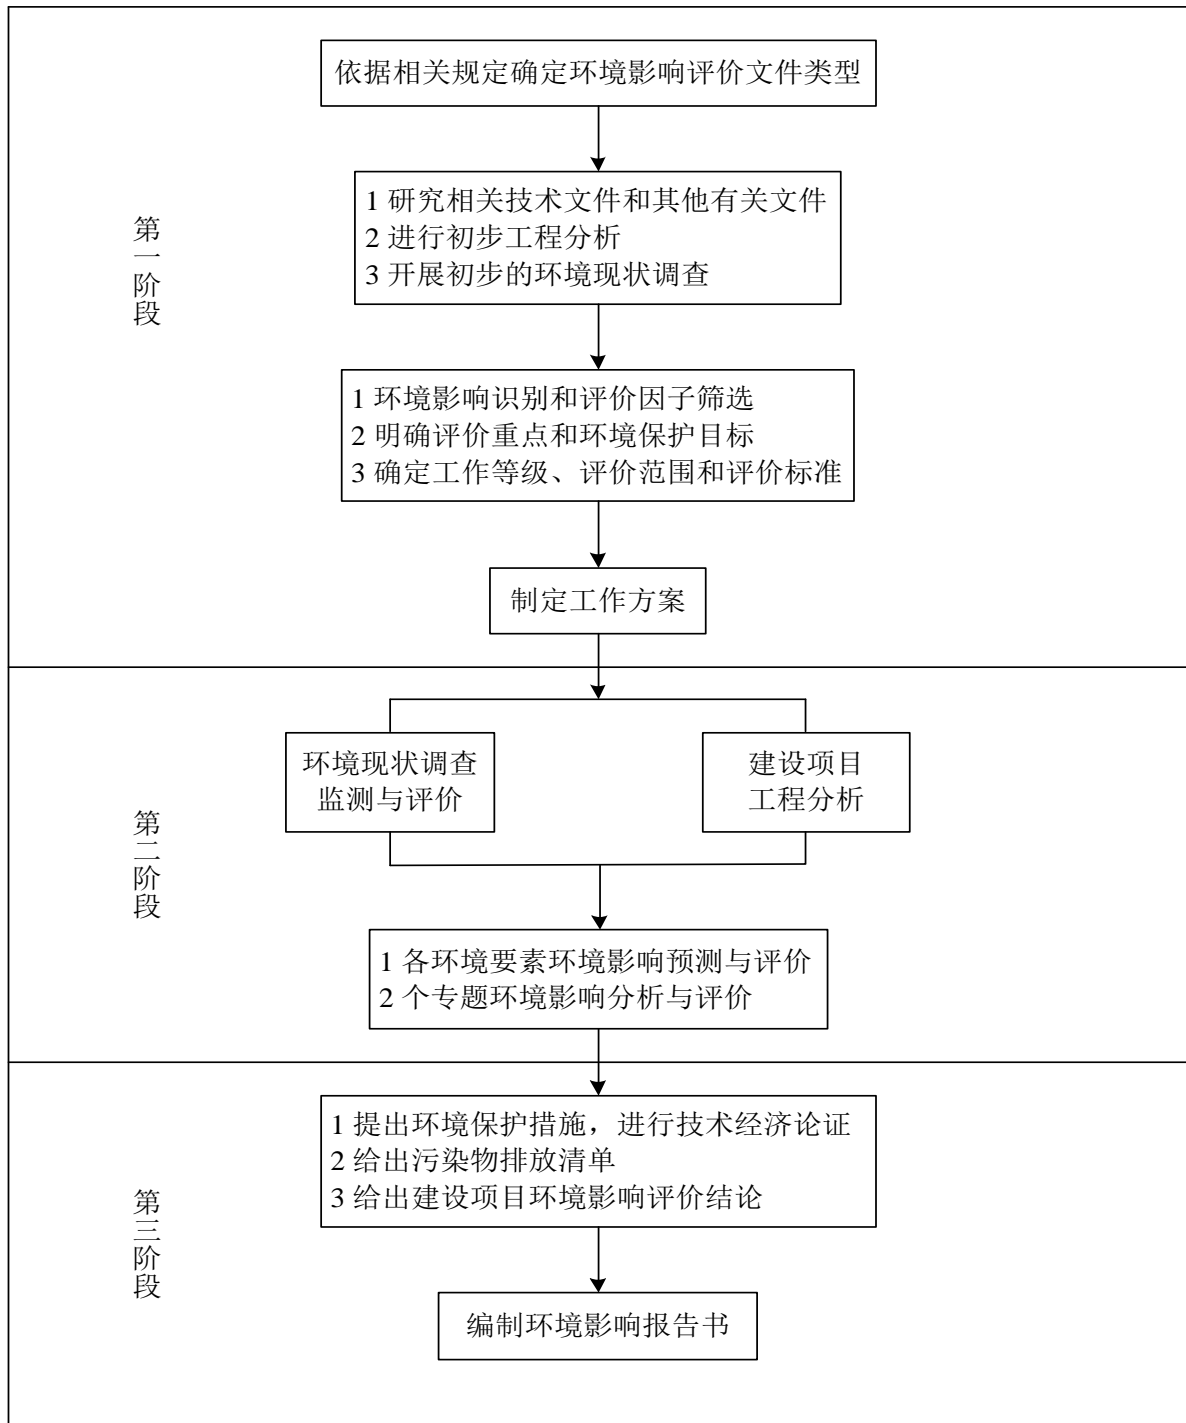 依据相关规定确定环境影响评价文件类型
第一阶段
1 研究相关技术文件和其他有关文件
2 进行初步工程分析
3 开展初步的环境现状调查
1 环境影响识别和评价因子筛选
2 明确评价重点和环境保护目标
3 确定工作等级、评价范围和评价标准
制定工作方案
第二阶段
环境现状调查
监测与评价
建设项目
工程分析
1 各环境要素环境影响预测与评价
2 个专题环境影响分析与评价
第三阶段
1 提出环境保护措施，进行技术经济论证
2 给出污染物排放清单
3 给出建设项目环境影响评价结论
编制环境影响报告书